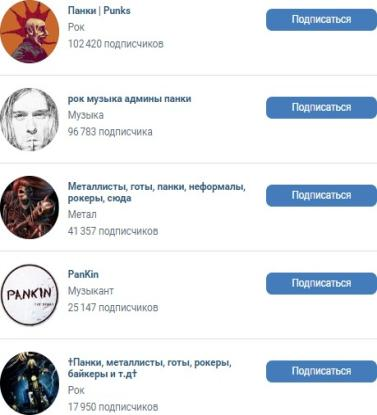 Панки | Punks
Рок
102 420 подписчиков
Подписаться
рок музыка админы панки
Музыка
96 783 подписчика
Подписаться
Металлисты, готы, панки, неформалы,
рокеры, сюда
Метал
41 357 подписчиков
Подписаться
PANKIN
PanKin
Музыкант
25 147 подписчиков
Подписаться
†Панки, металлисты, готы, рокеры,
байкеры и т.д†
Рок
17 950 подписчиков
Подписаться